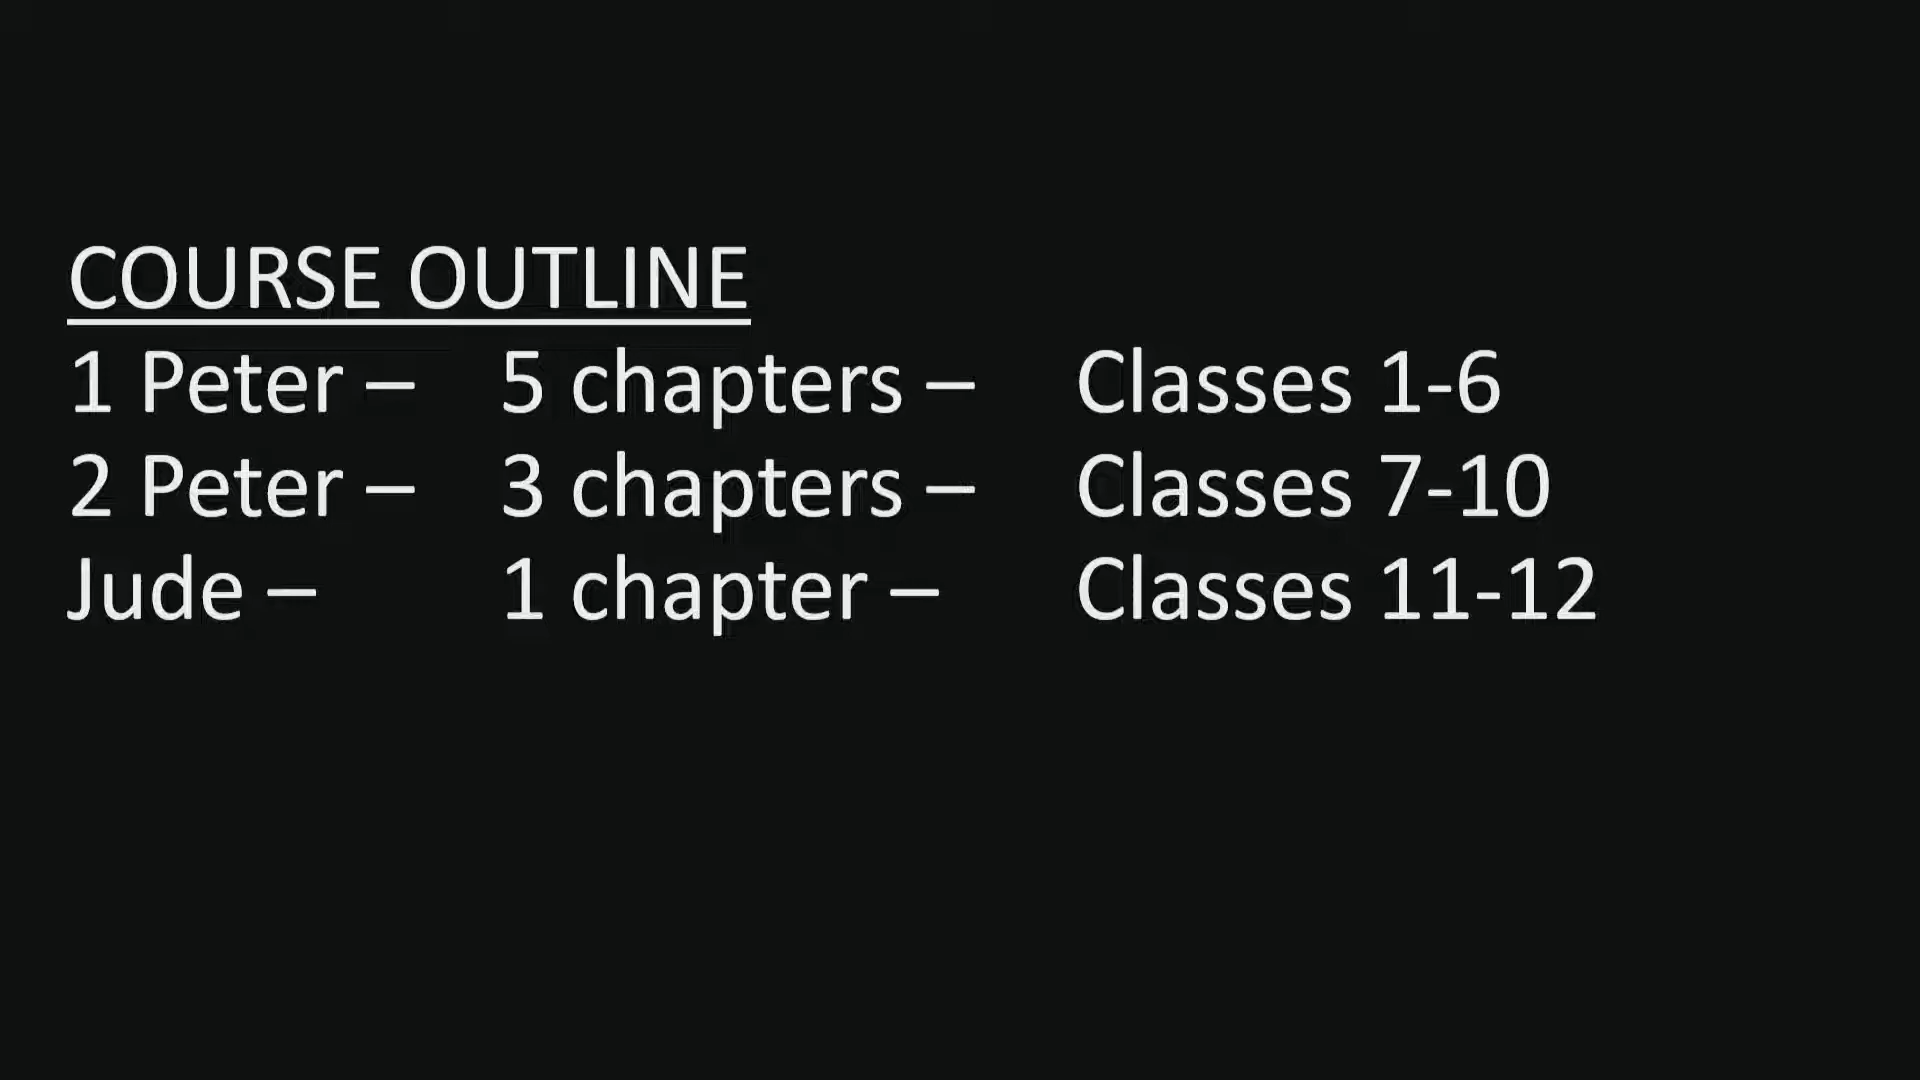 COURSE OUTLINE
1 Peter – 5 chapters – Classes 1-6
2 Peter – 3 chapters – Classes 7-10
Jude – 1 chapter – Classes 11-12